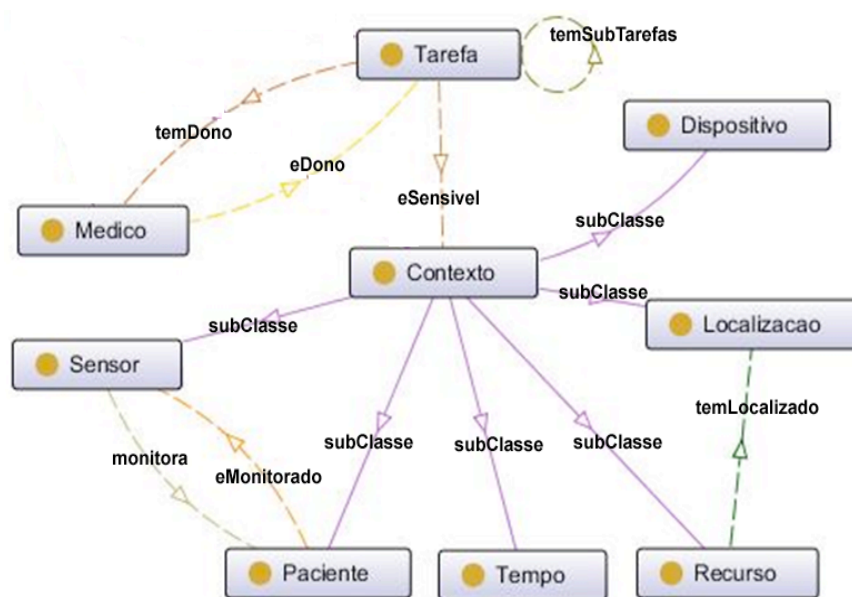 temSubTarefas
Tarefa
Dispositivo
temDono
eDono
eSensivel
subClasse
Medico
Contexto
subClasse
Localizacao
subClasse
Sensor
temLocalizado
subClasse
subClasse
subClasse
monitora
eMonitorado
Paciente
Tempo
Recurso